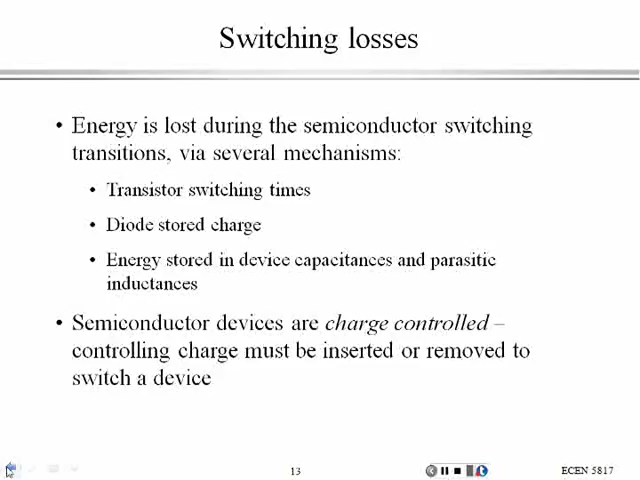 Switching losses
• Energy is lost during the semiconductor switching
transitions, via several mechanisms:
• Transistor switching times
• Diode stored charge
• Energy stored in device capacitances and parasitic
inductances
• Semiconductor devices are charge controlled –
controlling charge must be inserted or removed to
switch a device
13
ECEN 5817